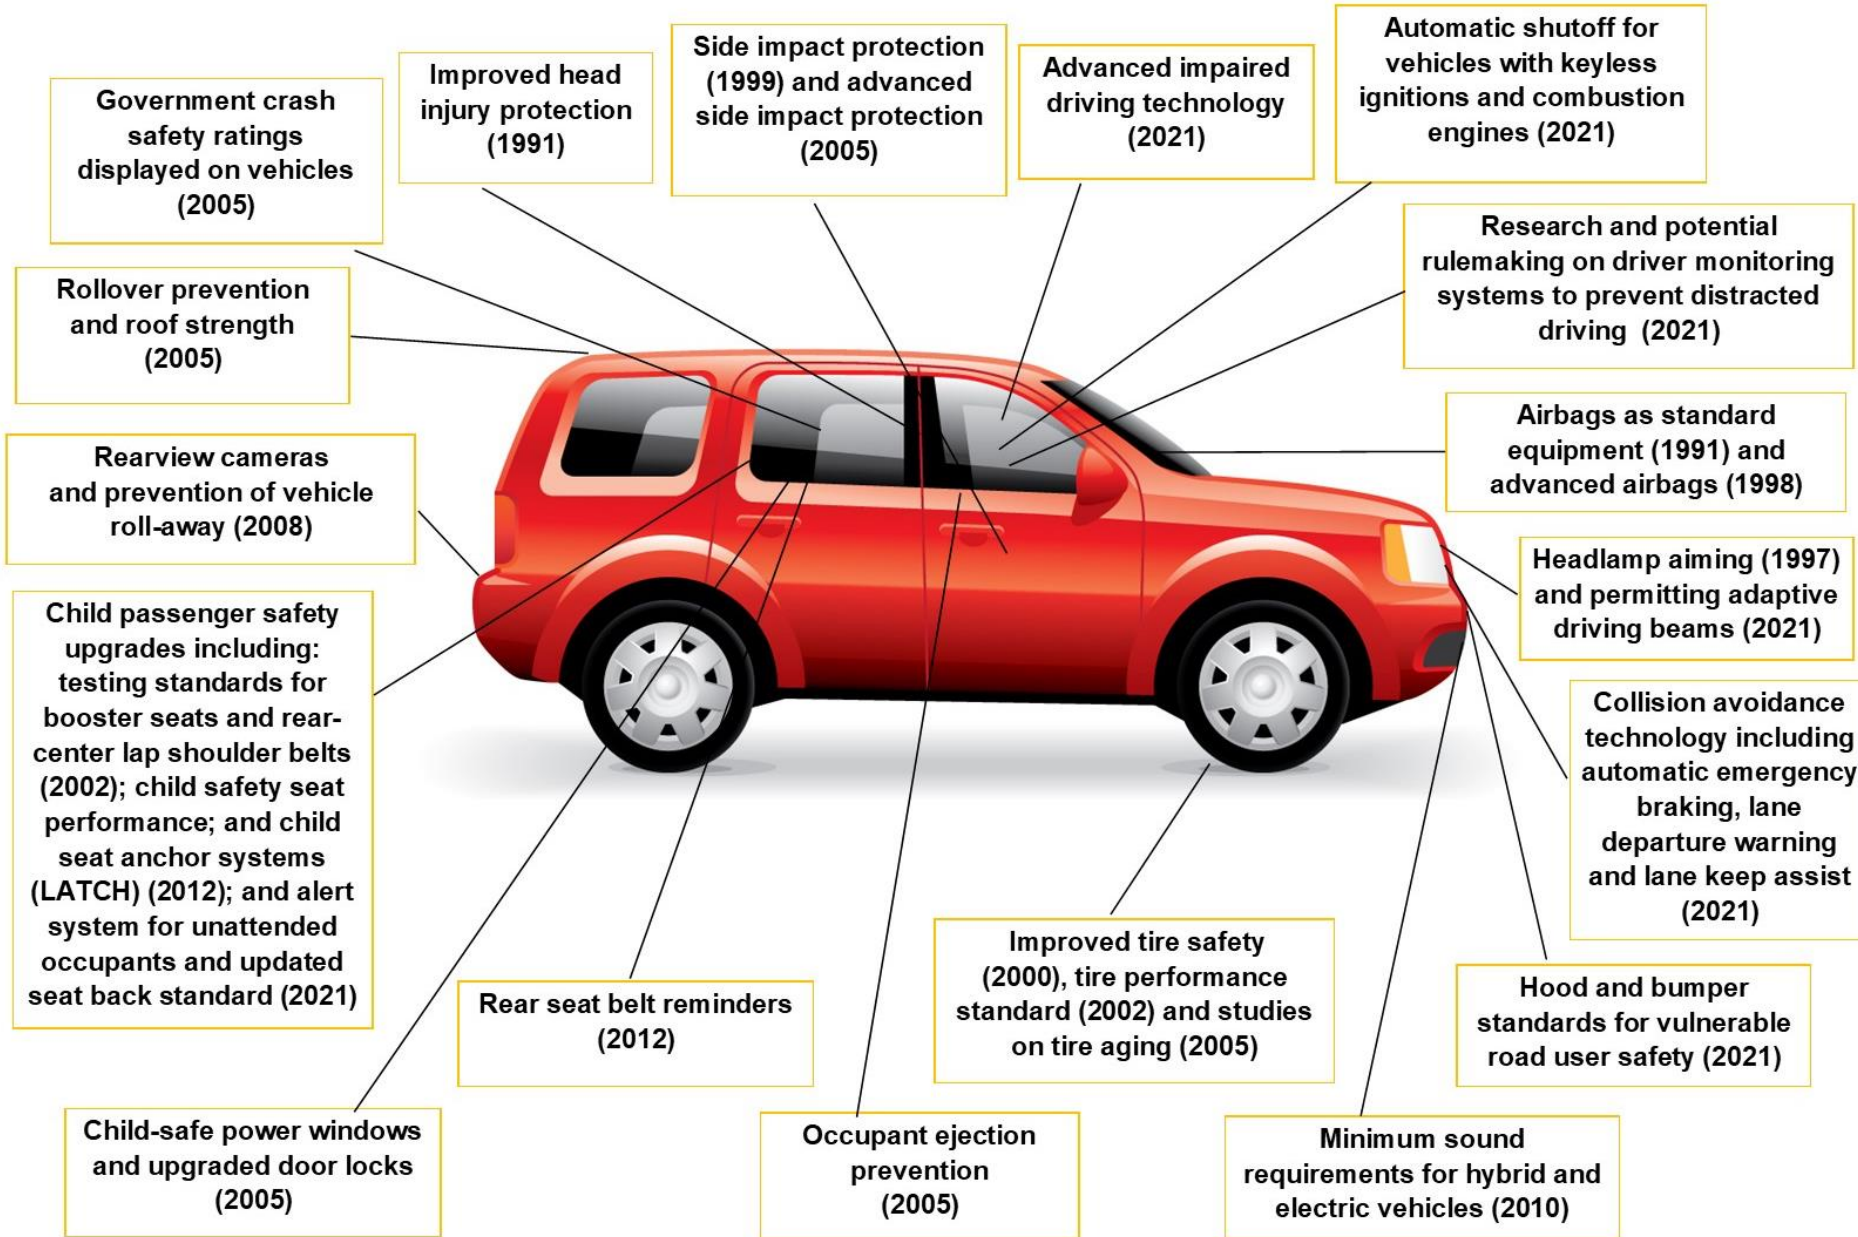 Government crash
safety ratings
displayed on vehicles
(2005)
Improved head
injury protection
(1991)
Side impact protection
(1999) and advanced
side impact protection
(2005)
Advanced impaired
driving technology
(2021)
Automatic shutoff for
vehicles with keyless
ignitions and combustion
engines (2021)
Rollover prevention
and roof strength
(2005)
Research and potential
rulemaking on driver monitoring
systems to prevent distracted
driving (2021)
Rearview cameras
and prevention of vehicle
roll-away (2008)
Airbags as standard
equipment (1991) and
advanced airbags (1998)
Headlamp aiming (1997)
and permitting adaptive
driving beams (2021)
Child passenger safety
upgrades including:
testing standards for
booster seats and rear-
center lap shoulder belts
(2002); child safety seat
performance; and child
seat anchor systems
(LATCH) (2012); and alert
system for unattended
occupants and updated
seat back standard (2021)
Collision avoidance
technology including
automatic emergency
braking, lane
departure warning
and lane keep assist
(2021)
Rear seat belt reminders
(2012)
Improved tire safety
(2000), tire performance
standard (2002) and studies
on tire aging (2005)
Hood and bumper
standards for vulnerable
road user safety (2021)
Child-safe power windows
and upgraded door locks
(2005)
Occupant ejection
prevention
(2005)
Minimum sound
requirements for hybrid and
electric vehicles (2010)